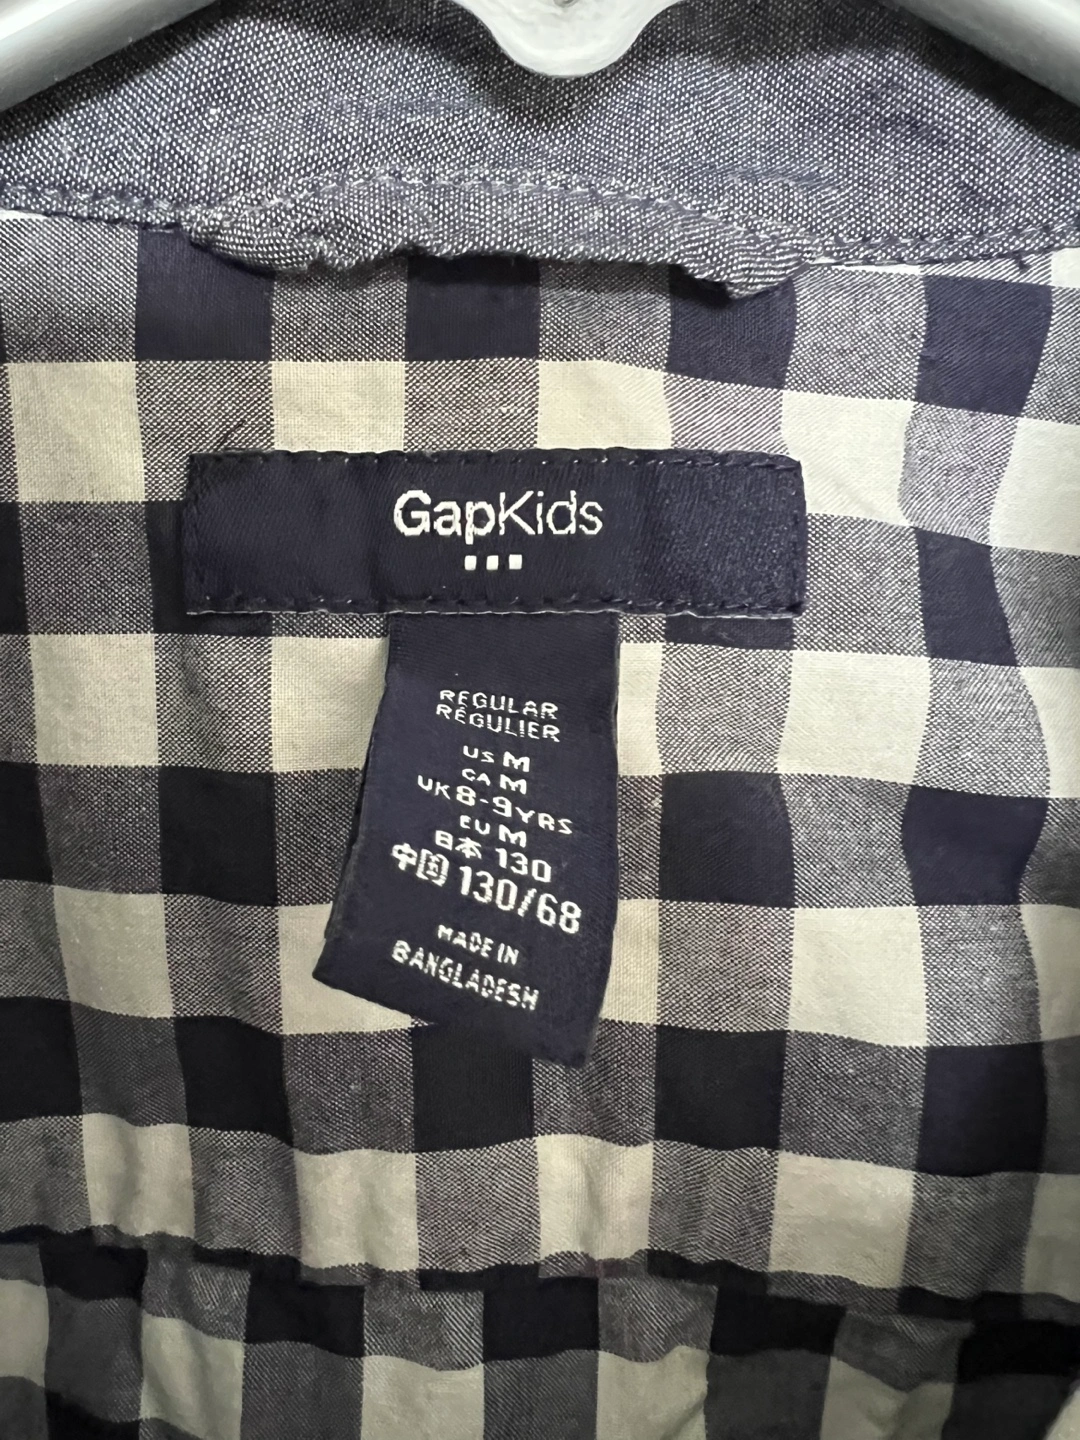 GapKids
REGULAR
RÉGULIER
US M
CA M
UK 8-9YRS
EU M
日本 130
中国 130/68
MADE IN
BANGLADESH